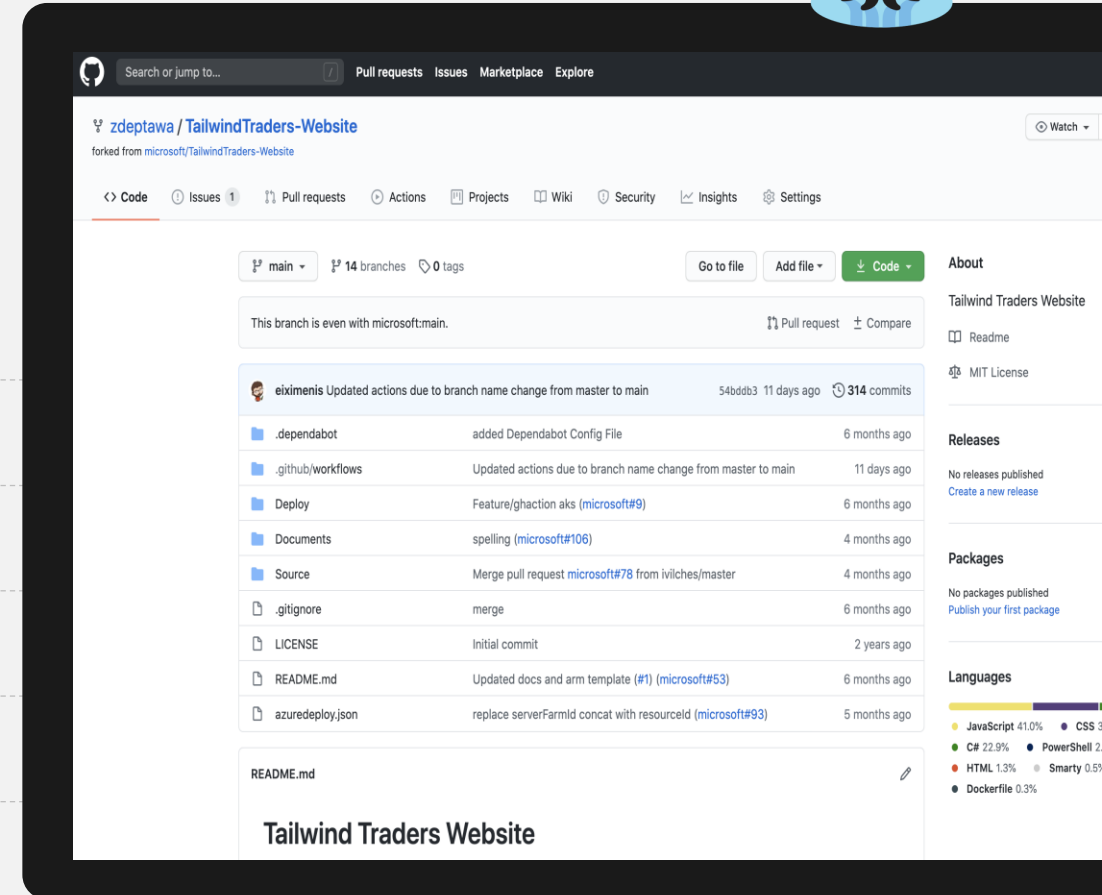 Search or jump to... / Pull requests Issues Marketplace Explore
zdeptawa / TailwindTraders-Website
Watch
forked from microsoft/TailwindTraders-Website
<> Code Issues 1 Pull requests Actions Projects Wiki Security Insights Settings
main 14 branches 0 tags Go to file Add file Code
This branch is even with microsoft:main. Pull request Compare
eiximenis Updated actions due to branch name change from master to main 54bddb3 11 days ago 314 commits
.dependabot added Dependabot Config File 6 months ago
.github/workflows Updated actions due to branch name change from master to main 11 days ago
Deploy Feature/ghaction aks (microsoft#9) 6 months ago
Documents spelling (microsoft#106) 4 months ago
Source Merge pull request microsoft#78 from ivilches/master 4 months ago
.gitignore merge 6 months ago
LICENSE Initial commit 2 years ago
README.md Updated docs and arm template (#1) (microsoft#53) 6 months ago
azuredeploy.json replace serverFarmId concat with resourceId (microsoft#93) 5 months ago
README.md
Tailwind Traders Website
About
Tailwind Traders Website
Readme
MIT License
Releases
No releases published
Create a new release
Packages
No packages published
Publish your first package
Languages
JavaScript 41.0% CSS
C# 22.9% PowerShell
HTML 1.3% Smarty 0.5%
Dockerfile 0.3%